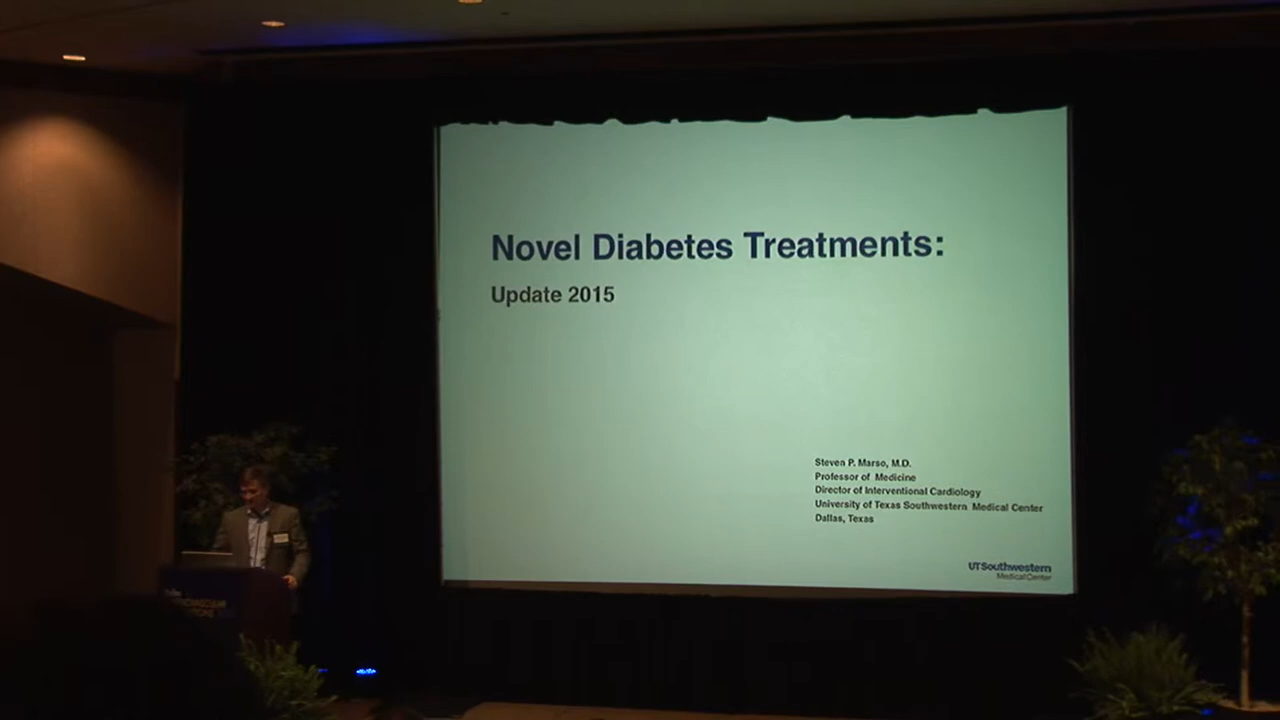 Novel Diabetes Treatments:
Update 2015
Steven P. Marso, M.D.
Professor of Medicine
Director of Interventional Cardiology
University of Texas Southwestern Medical Center
Dallas, Texas
UTSouthwestern
Medical Center